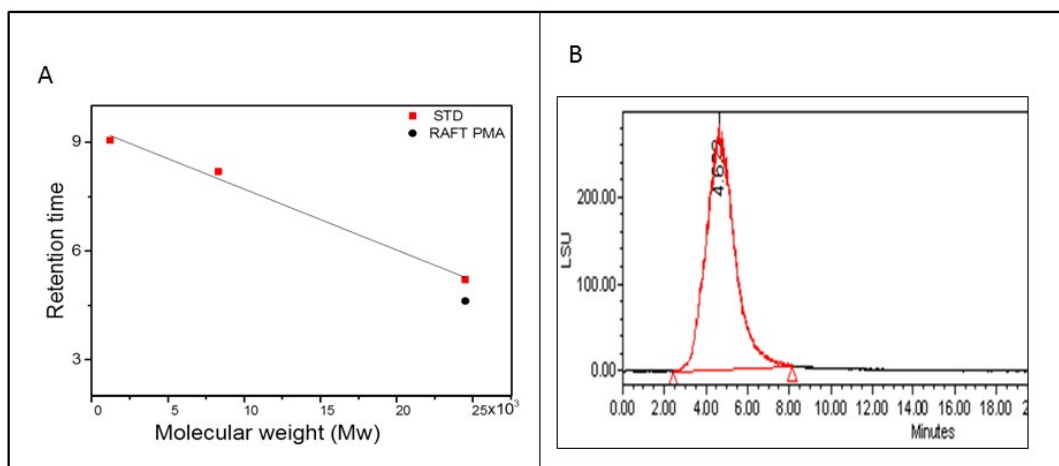 A
STD
RAFT PMA
9
6
3
Retention time
0 5 10 15 20 25x10³
Molecular weight (Mw)
B
4.623
200.00
100.00
0.00
LSU
0.00 2.00 4.00 6.00 8.00 10.00 12.00 14.00 16.00 18.00
Minutes